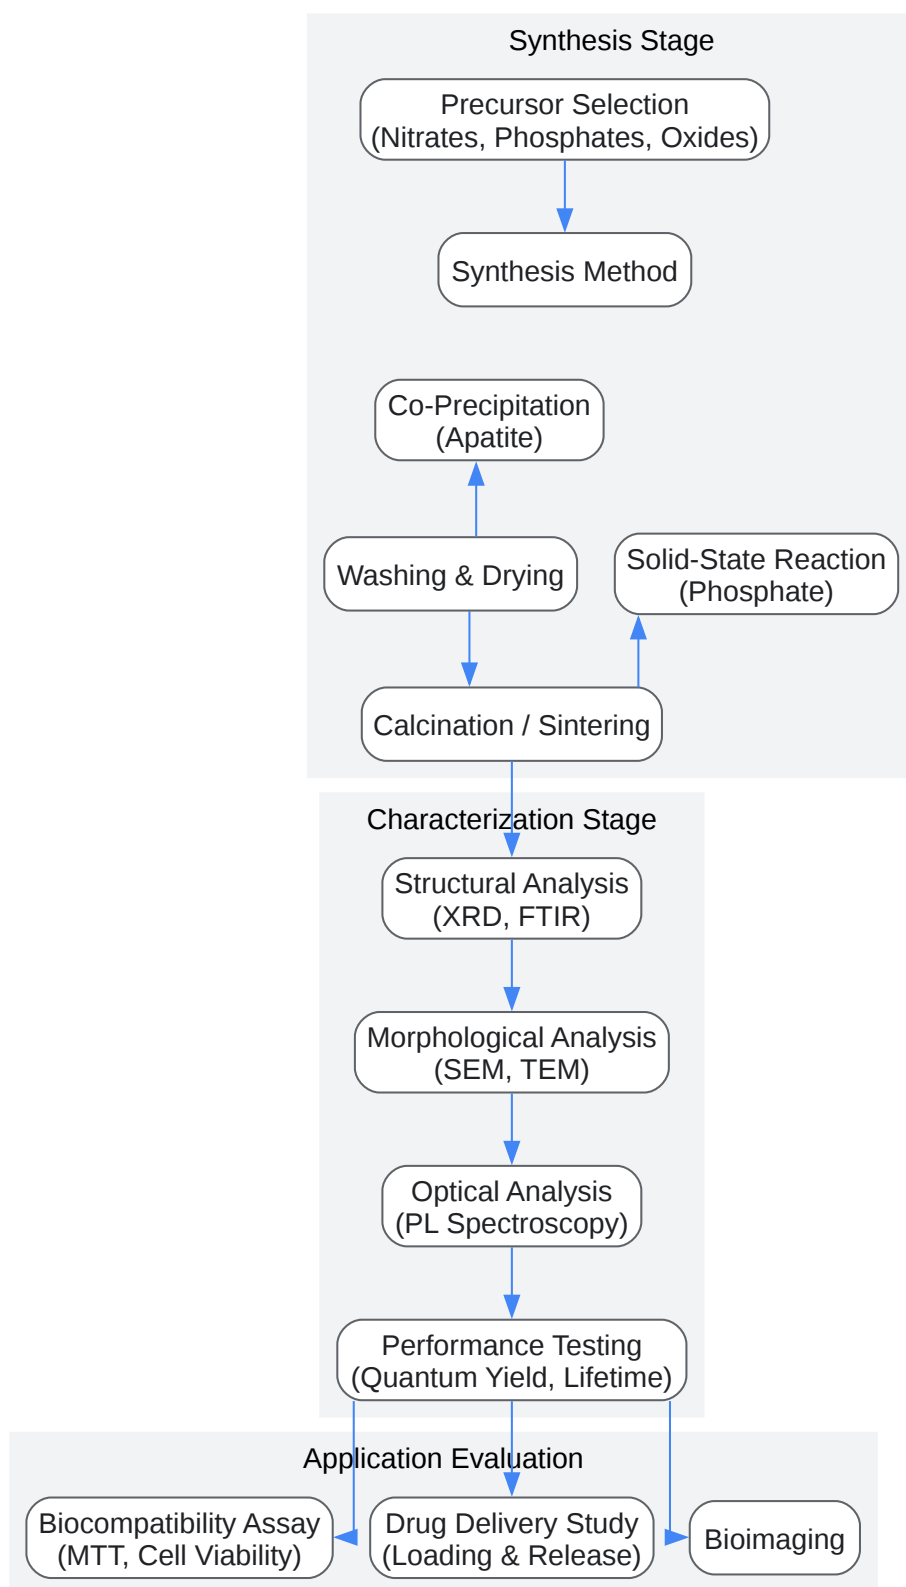 Synthesis Stage
Precursor Selection
(Nitrates, Phosphates, Oxides)
Synthesis Method
Co-Precipitation
(Apatite)
Washing & Drying
Solid-State Reaction
(Phosphate)
Calcination / Sintering
Characterization Stage
Structural Analysis
(XRD, FTIR)
Morphological Analysis
(SEM, TEM)
Optical Analysis
(PL Spectroscopy)
Performance Testing
(Quantum Yield, Lifetime)
Application Evaluation
Biocompatibility Assay
(MTT, Cell Viability)
Drug Delivery Study
(Loading & Release)
Bioimaging